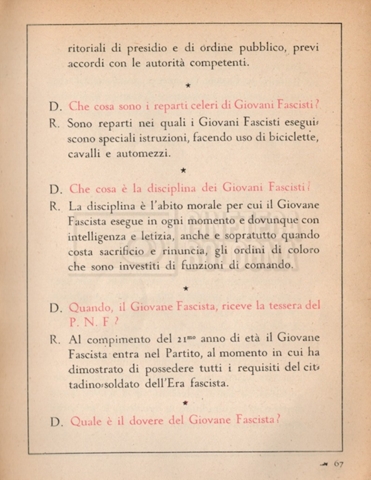 ritoriali di presidio e di ordine pubblico, previ
accordi con le autorità competenti.
★
D. Che cosa sono i reparti celeri di Giovani Fascisti?
R. Sono reparti nei quali i Giovani Fascisti esegui-
scono speciali istruzioni, facendo uso di biciclette,
cavalli e automezzi.
★
D. Che cosa è la disciplina dei Giovani Fascisti?
R. La disciplina è l'abito morale per cui il Giovane
Fascista esegue in ogni momento e dovunque con
intelligenza e letizia, anche e sopratutto quando
costa sacrificio e rinuncia, gli ordini di coloro
che sono investiti di funzioni di comando.
★
D. Quando, il Giovane Fascista, riceve la tessera del
P. N. F.?
R. Al compimento del 21mo anno di età il Giovane
Fascista entra nel Partito, al momento in cui ha
dimostrato di possedere tutti i requisiti del cit-
tadino-soldato dell'Era fascista.
★
D. Quale è il dovere del Giovane Fascista?
67